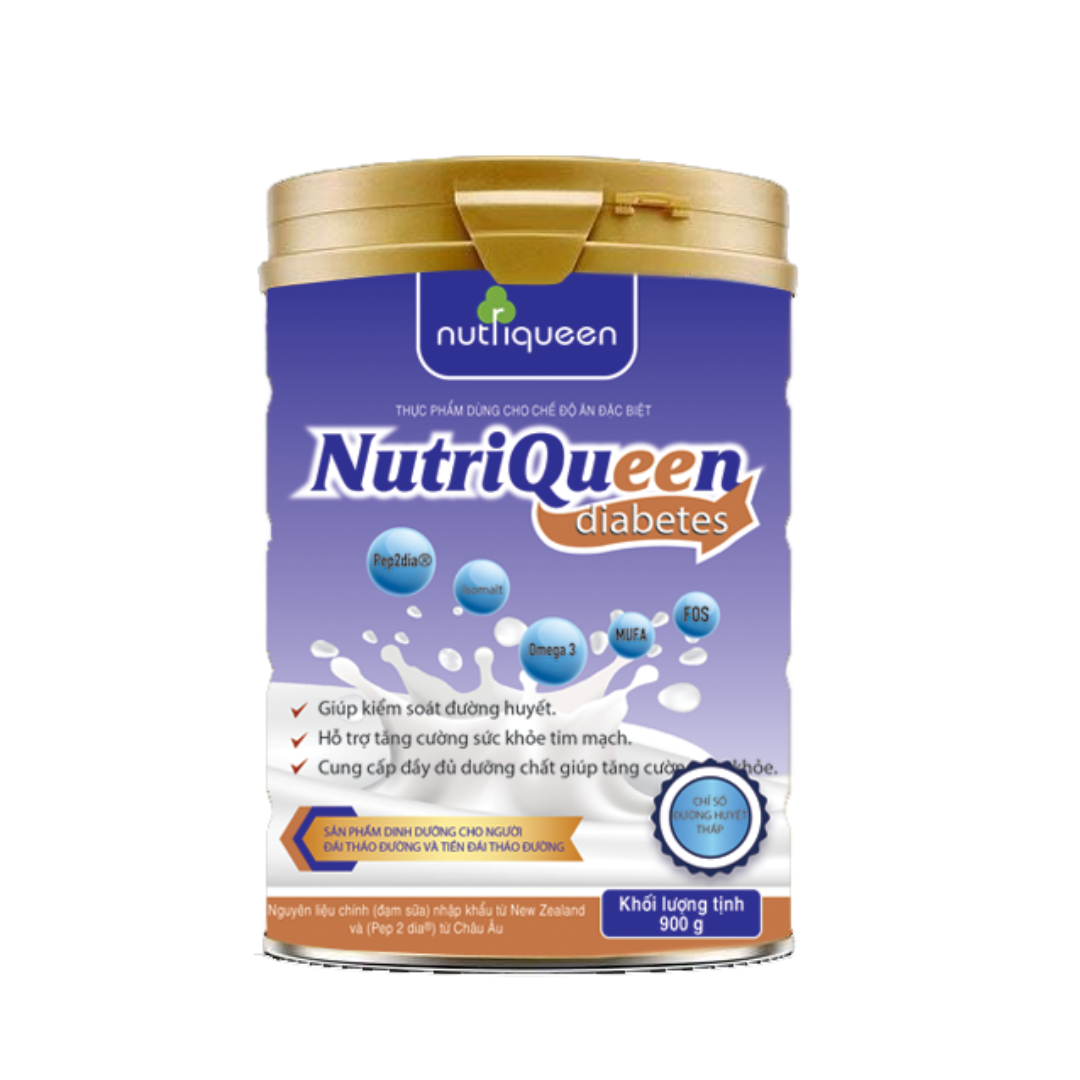 nutriqueen
THỰC PHẨM DÙNG CHO CHẾ ĐỘ ĂN ĐẶC BIỆT
NutriQueen
diabetes
Pep2dia®
Isomalt
Omega 3
MUFA
FOS
Giúp kiểm soát đường huyết.
Hỗ trợ tăng cường sức khỏe tim mạch.
Cung cấp đầy đủ dưỡng chất giúp tăng cườn khỏe.
CHỈ SỐ
ĐƯỜNG HUYẾT
THẤP
SẢN PHẨM DINH DƯỠNG CHO NGƯỜI
ĐÁI THÁO ĐƯỜNG VÀ TIỀN ĐÁI THÁO ĐƯỜNG
Nguyên liệu chính (đạm sữa) nhập khẩu từ New Zealand
và (Pep 2 dia®) từ Châu Âu
Khối lượng tịnh
900 g